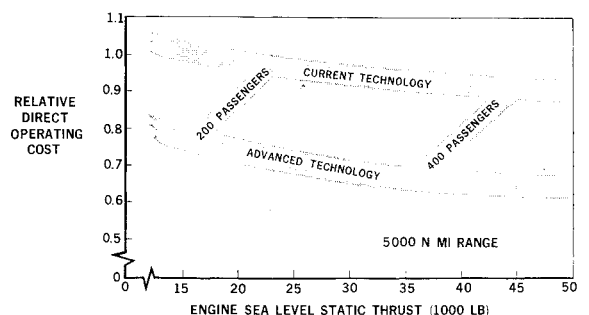 1.1
1.0
0.9
0.8
0.7
0.6
0.5
0
RELATIVE
DIRECT
OPERATING
COST
CURRENT TECHNOLOGY
200 PASSENGERS
400 PASSENGERS
ADVANCED TECHNOLOGY
5000 N MI RANGE
0 15 20 25 30 35 40 45 50
ENGINE SEA LEVEL STATIC THRUST (1000 LB)